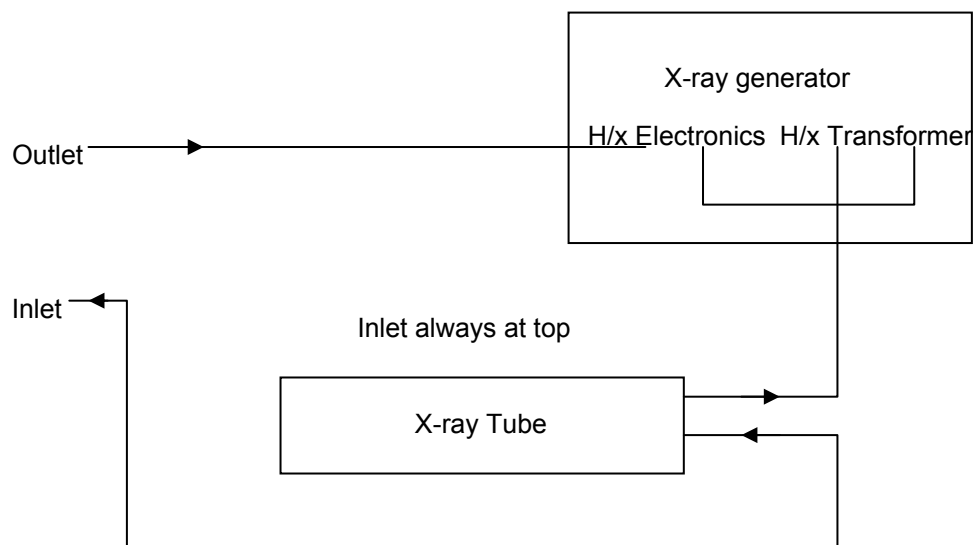 X-ray generator
H/x Electronics H/x Transformer
Outlet
Inlet
Inlet always at top
X-ray Tube